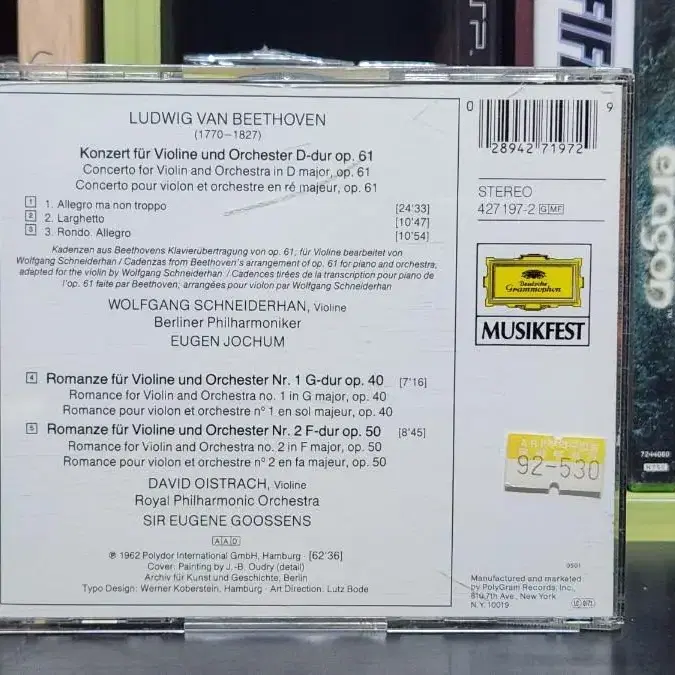 LUDWIG VAN BEETHOVEN
(1770–1827)
Konzert für Violine und Orchester D-dur op. 61
Concerto for Violin and Orchestra in D major, op. 61
Concerto pour violon et orchestre en ré majeur, op. 61
1 1. Allegro ma non troppo [24'33]
2 2. Larghetto [10'47]
3 3. Rondo. Allegro [10'54]
Kadenzen aus Beethovens Klavierübertragung von op. 61, für Violine bearbeitet von
Wolfgang Schneiderhan / Cadenzas from Beethoven's arrangement of op. 61 for piano and orchestra,
adapted for the violin by Wolfgang Schneiderhan / Cadences tirées de la transcription pour piano de
l'op. 61 faite par Beethoven; arrangées pour violon par Wolfgang Schneiderhan
WOLFGANG SCHNEIDERHAN, Violine
Berliner Philharmoniker
EUGEN JOCHUM
4 Romanze für Violine und Orchester Nr. 1 G-dur op. 40 [7'16]
Romance for Violin and Orchestra no. 1 in G major, op. 40
Romance pour violon et orchestre n° 1 en sol majeur, op. 40
5 Romanze für Violine und Orchester Nr. 2 F-dur op. 50 [8'45]
Romance for Violin and Orchestra no. 2 in F major, op. 50
Romance pour violon et orchestre n° 2 en fa majeur, op. 50
DAVID OISTRACH, Violine
Royal Philharmonic Orchestra
SIR EUGENE GOOSSENS
AAD
℗ 1962 Polydor International GmbH, Hamburg · [62'36]
Cover: Painting by J.-B. Oudry (detail)
Archiv für Kunst und Geschichte, Berlin
Typo Design: Werner Koberstein, Hamburg · Art Direction: Lutz Bode
0 28942 71972 9
STEREO
427 197-2 GMF
Deutsche
Grammophon
MUSIKFEST
92-530
0501
Manufactured and marketed
by PolyGram Records, Inc.,
810 7th Ave., New York
N.Y. 10019
LC 0173
FIFA
eragon
7244080